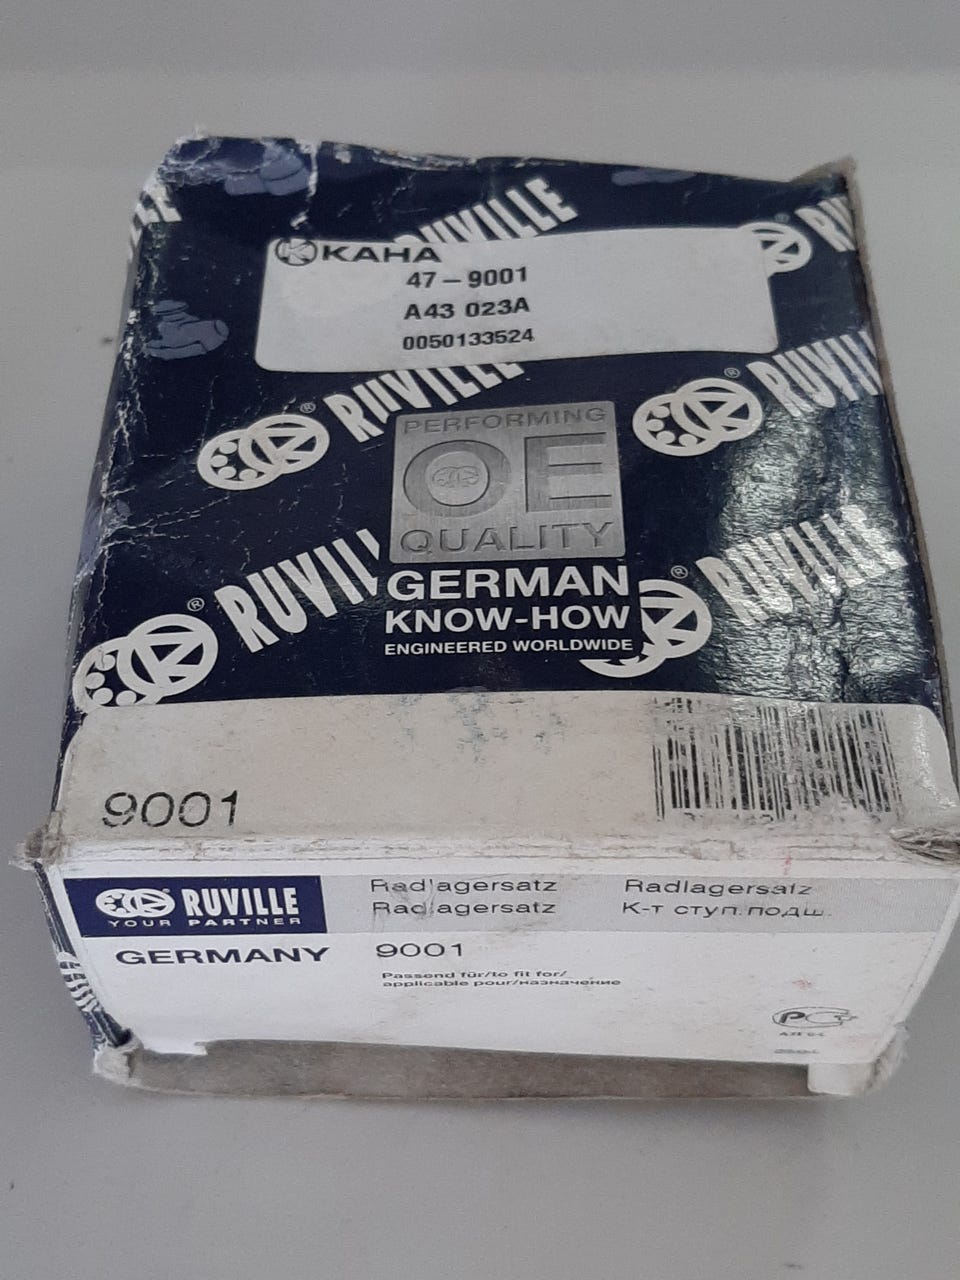 RUVILLE
KAHA
47-9001
A43 023A
0050133524
RUVILLE
RUVILLE
PERFORMING
OE
QUALITY
RUVILLE
GERMAN
KNOW-HOW
ENGINEERED WORLDWIDE
RUVILLE
9001
RUVILLE
YOUR PARTNER
Radlagersatz Radlagersatz
Radlagersatz К-т ступ.подш.
GERMANY 9001
Passend für/to fit for/
applicable pour/назначение